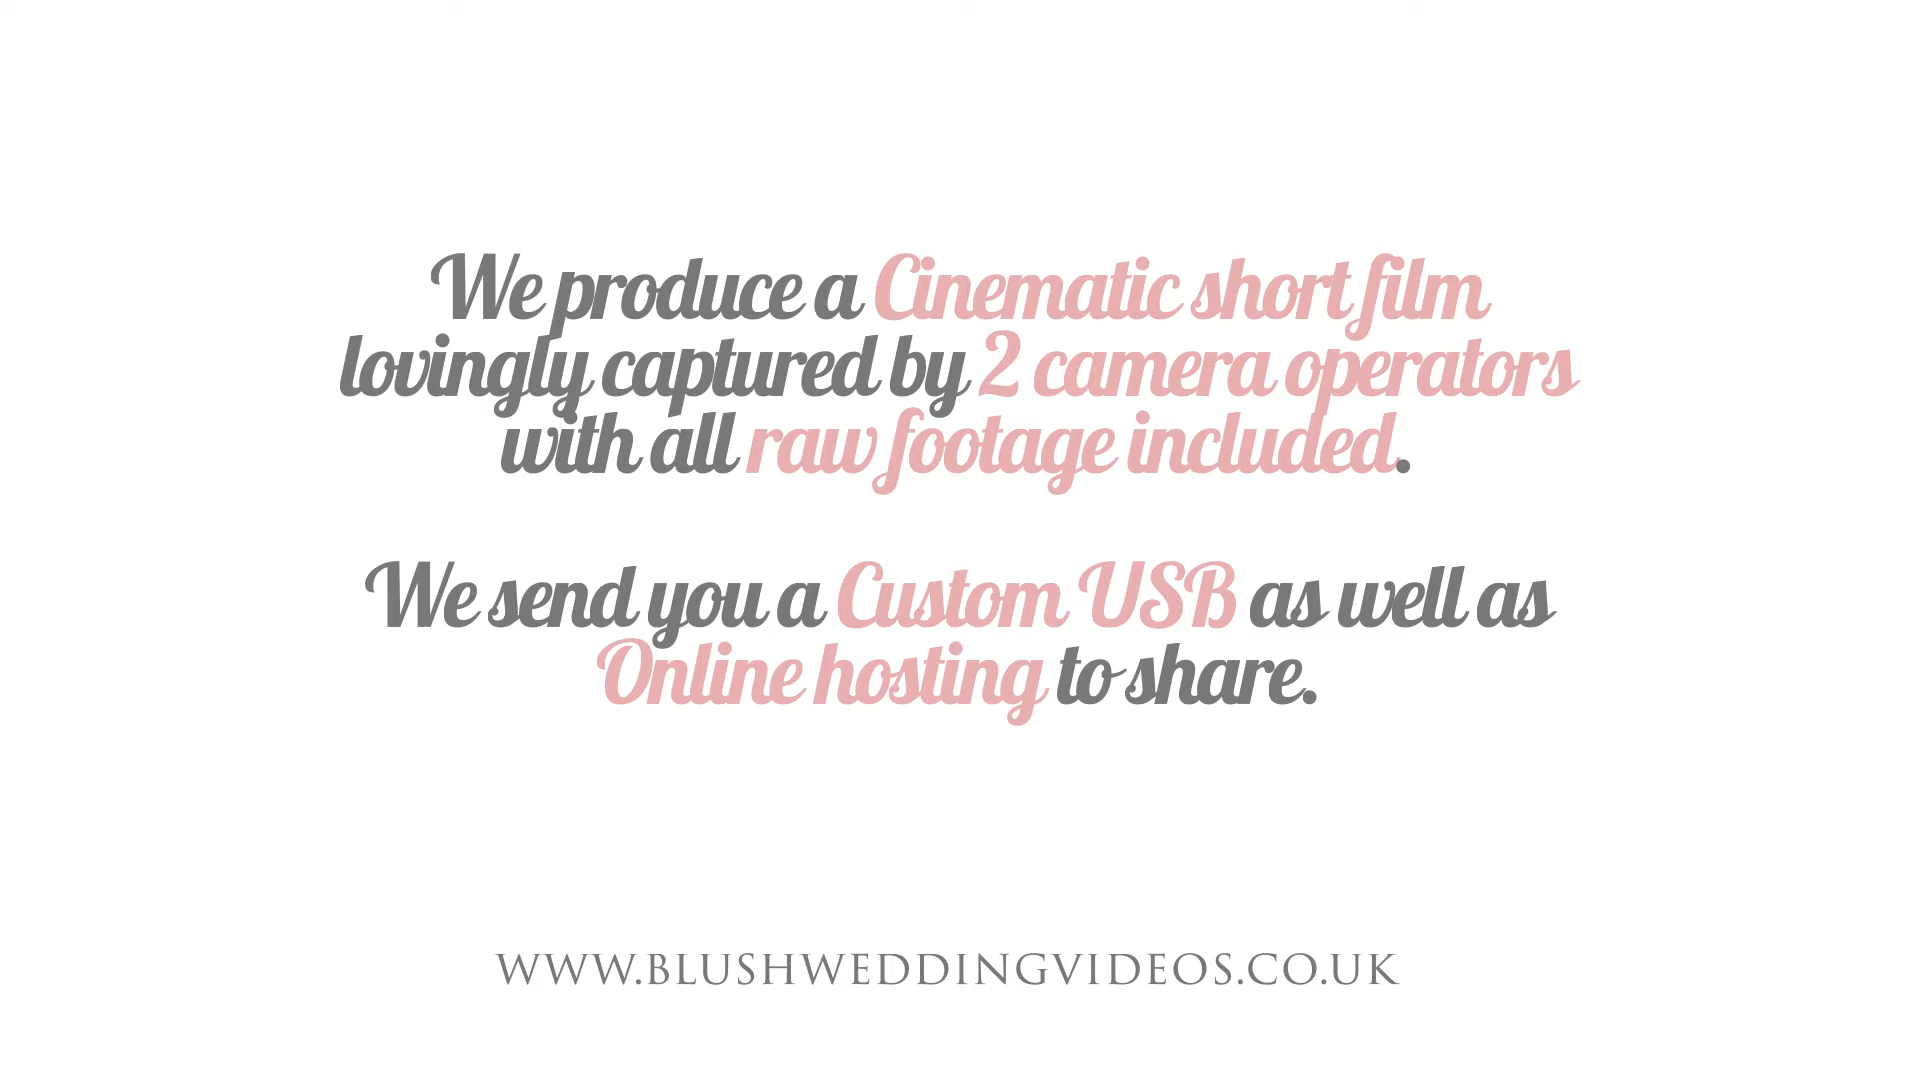 We produce a Cinematic short film
lovingly captured by 2 camera operators
with all raw footage included.
We send you a Custom USB as well as
Online hosting to share.
WWW.BLUSHWEDDINGVIDEOS.CO.UK